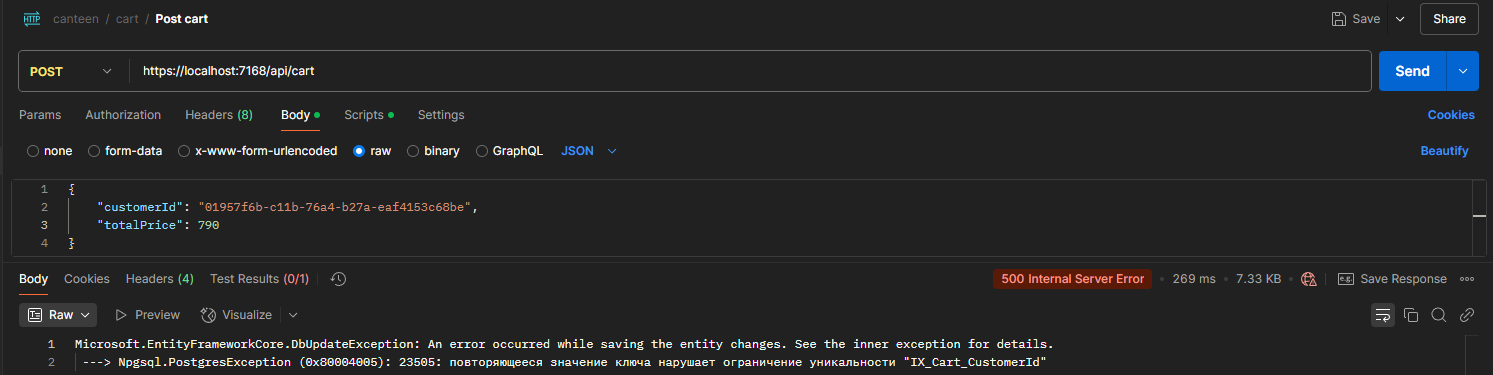 HTTP canteen / cart / Post cart Save Share
POST https://localhost:7168/api/cart Send
Params Authorization Headers (8) Body Scripts Settings Cookies
none form-data x-www-form-urlencoded raw binary GraphQL JSON Beautify
1 {
2 "customerId": "01957f6b-c11b-76a4-b27a-eaf4153c68be",
3 "totalPrice": 790
4 }
Body Cookies Headers (4) Test Results (0/1) 500 Internal Server Error 269 ms 7.33 KB e.g. Save Response
Raw Preview Visualize
1 Microsoft.EntityFrameworkCore.DbUpdateException: An error occurred while saving the entity changes. See the inner exception for details.
2 ---> Npgsql.PostgresException (0x80004005): 23505: повторяющееся значение ключа нарушает ограничение уникальности "IX_Cart_CustomerId"